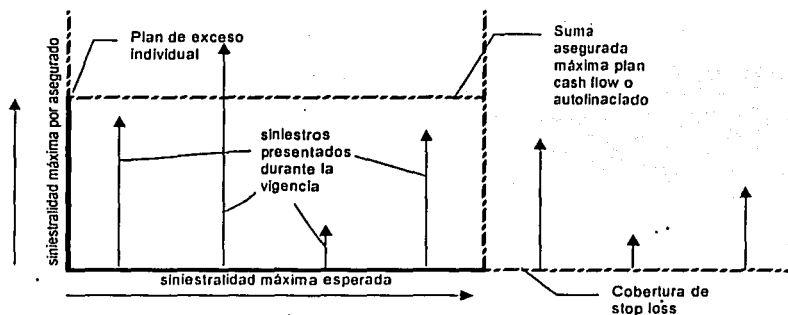 Plan de exceso
individual
Suma
asegurada
máxima plan
cash flow o
autofinaciado
siniestralidad máxima por asegurado
siniestros
presentados
durante la
vigencia
siniestralidad máxima esperada
Cobertura de
stop loss